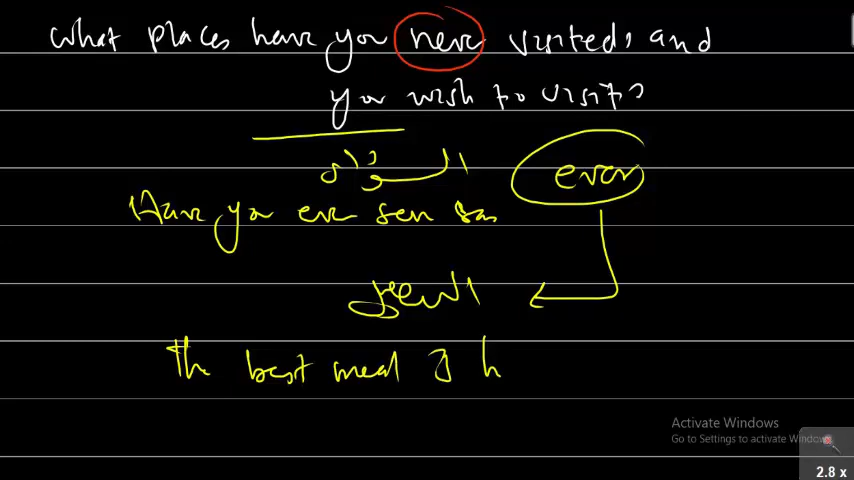 What places have you never visited, and
you wish to visit?
السؤال
ever
Have you ever seen
the best meal I h
Activate Windows
Go to Settings to activate Windows.
2.8 x